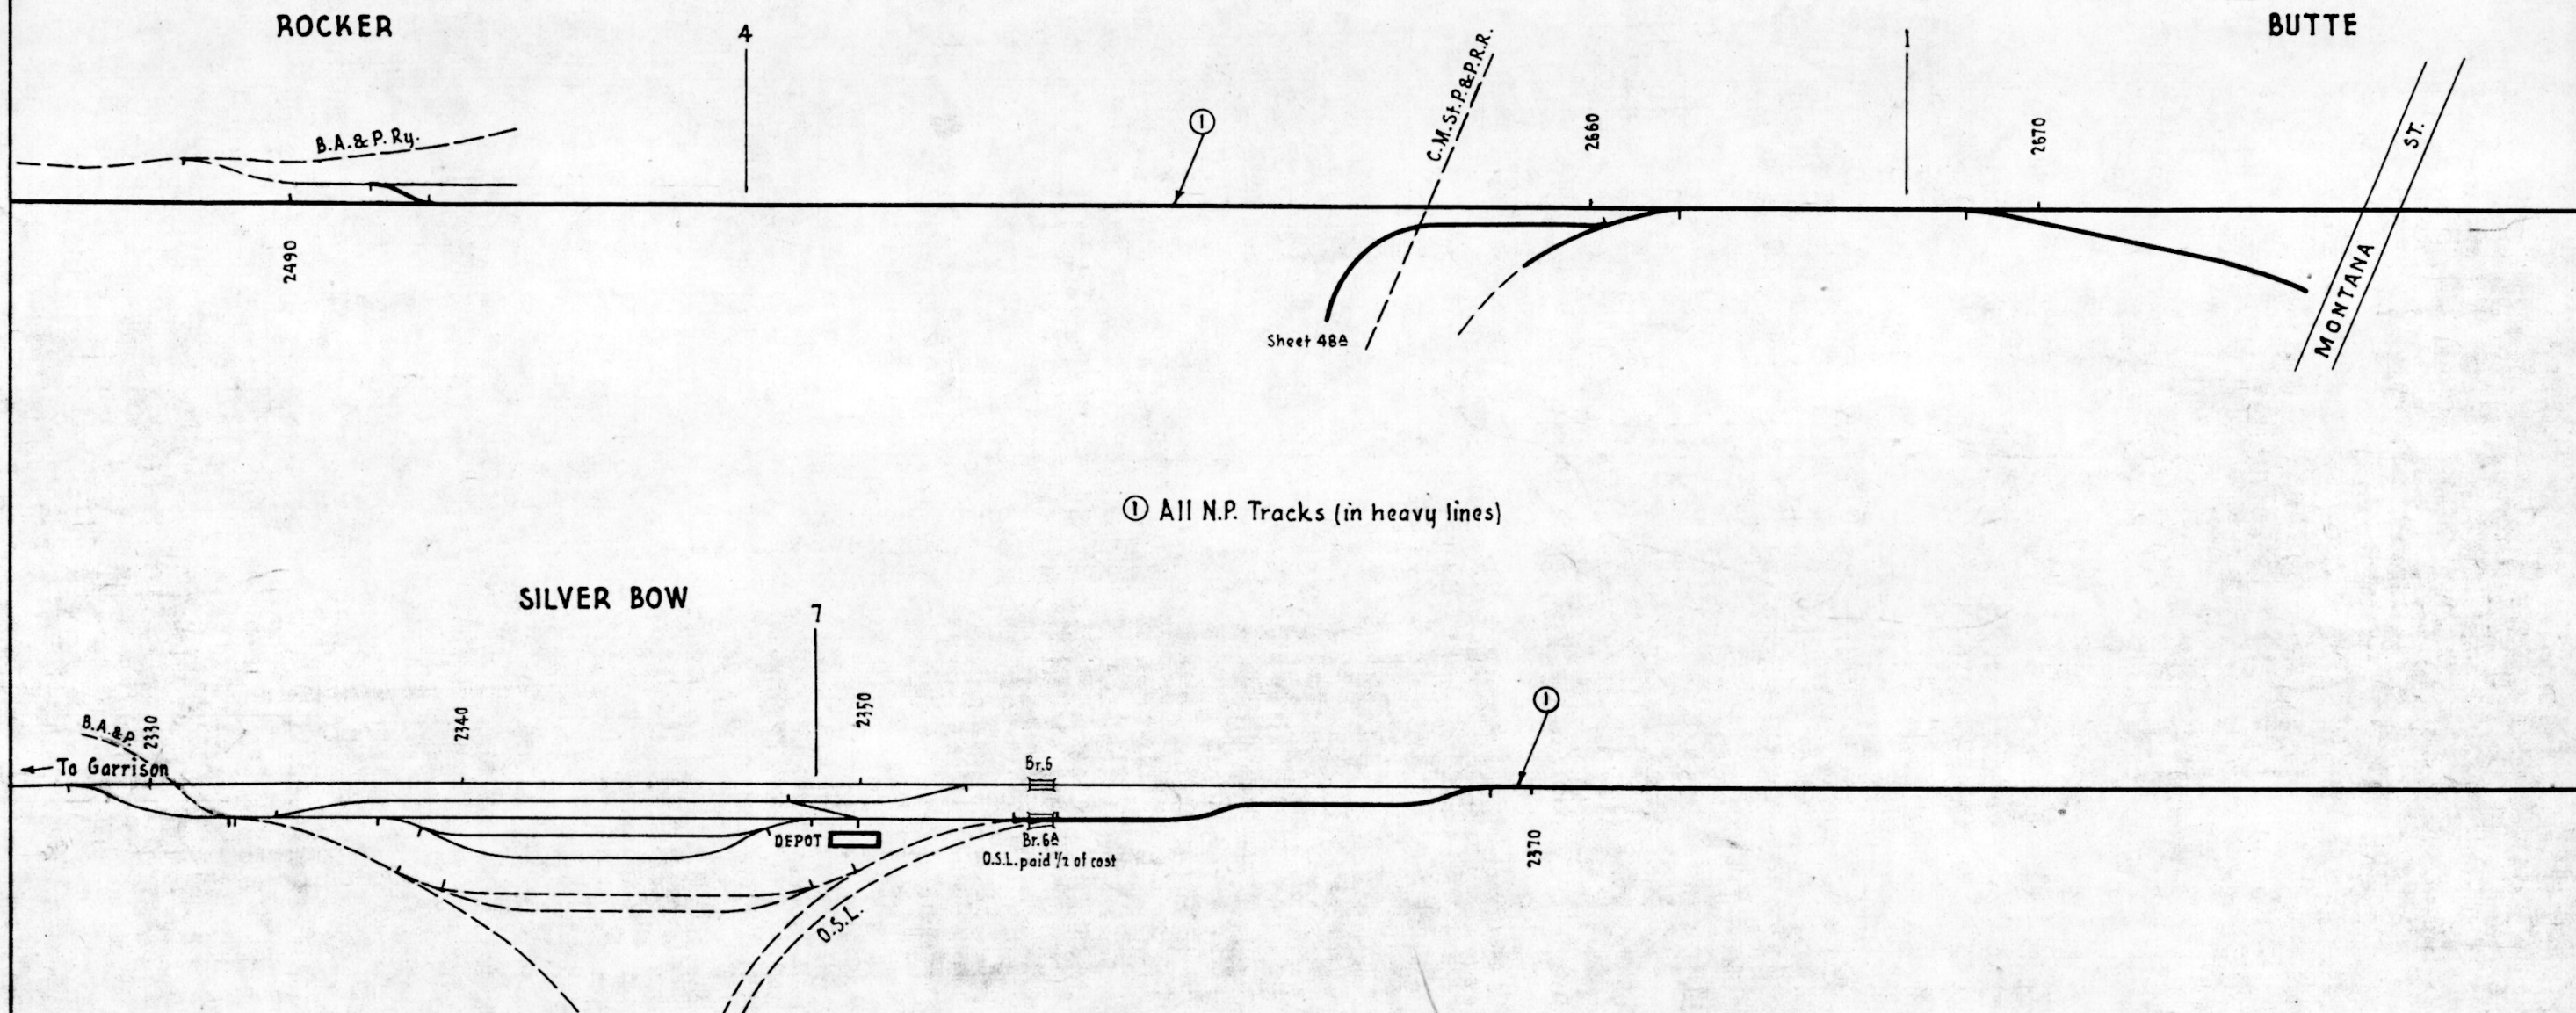 ROCKER
4
1
BUTTE
C.M.St.P.&P.R.R.
①
2660
2670
ST.
B.A.& P. Ry.
2490
MONTANA
Sheet 48A
① All N.P. Tracks (in heavy lines)
SILVER BOW
7
①
2350
2340
B.A.&P.
2330
To Garrison
Br.6
DEPOT
Br.6A
2370
O.S.L. paid 1/2 of cost
O.S.L.